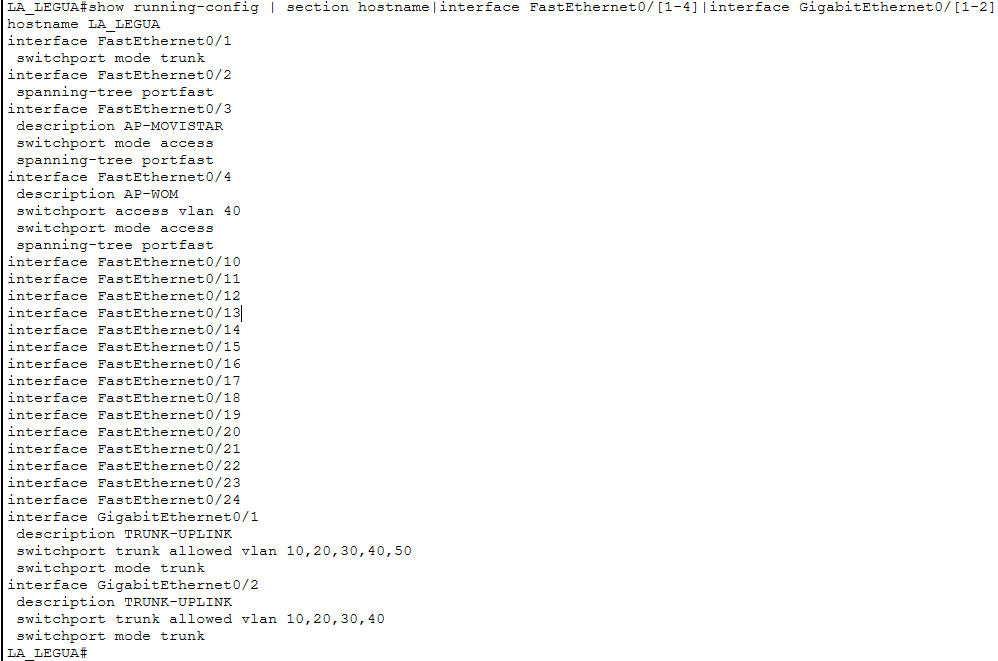 LA_LEGUA#show running-config | section hostname|interface FastEthernet0/[1-4]|interface GigabitEthernet0/[1-2]
hostname LA_LEGUA
interface FastEthernet0/1
 switchport mode trunk
interface FastEthernet0/2
 spanning-tree portfast
interface FastEthernet0/3
 description AP-MOVISTAR
 switchport mode access
 spanning-tree portfast
interface FastEthernet0/4
 description AP-WOM
 switchport access vlan 40
 switchport mode access
 spanning-tree portfast
interface FastEthernet0/10
interface FastEthernet0/11
interface FastEthernet0/12
interface FastEthernet0/13
interface FastEthernet0/14
interface FastEthernet0/15
interface FastEthernet0/16
interface FastEthernet0/17
interface FastEthernet0/18
interface FastEthernet0/19
interface FastEthernet0/20
interface FastEthernet0/21
interface FastEthernet0/22
interface FastEthernet0/23
interface FastEthernet0/24
interface GigabitEthernet0/1
 description TRUNK-UPLINK
 switchport trunk allowed vlan 10,20,30,40,50
 switchport mode trunk
interface GigabitEthernet0/2
 description TRUNK-UPLINK
 switchport trunk allowed vlan 10,20,30,40
 switchport mode trunk
LA_LEGUA#